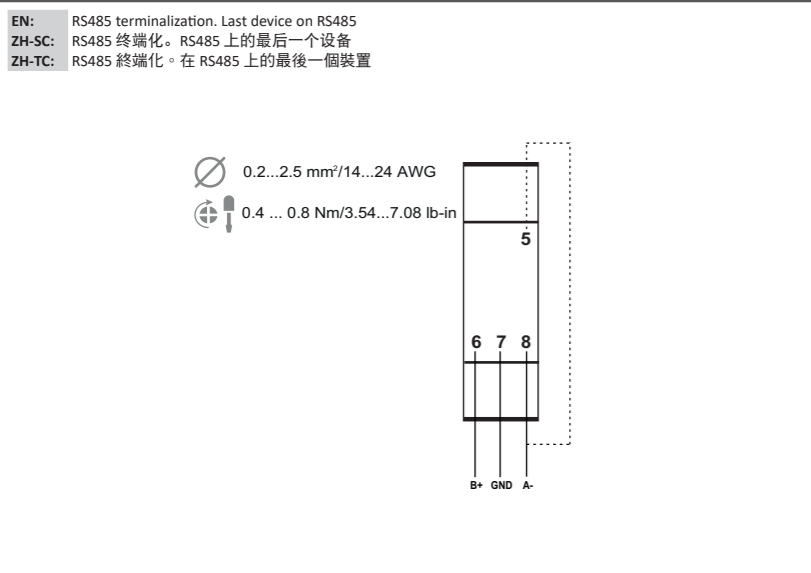 EN: RS485 terminalization. Last device on RS485
ZH-SC: RS485 终端化。RS485 上的最后一个设备
ZH-TC: RS485 終端化。在 RS485 上的最後一個裝置
0.2...2.5 mm²/14...24 AWG
0.4 ... 0.8 Nm/3.54...7.08 lb-in
5
6 7 8
B+ GND A-